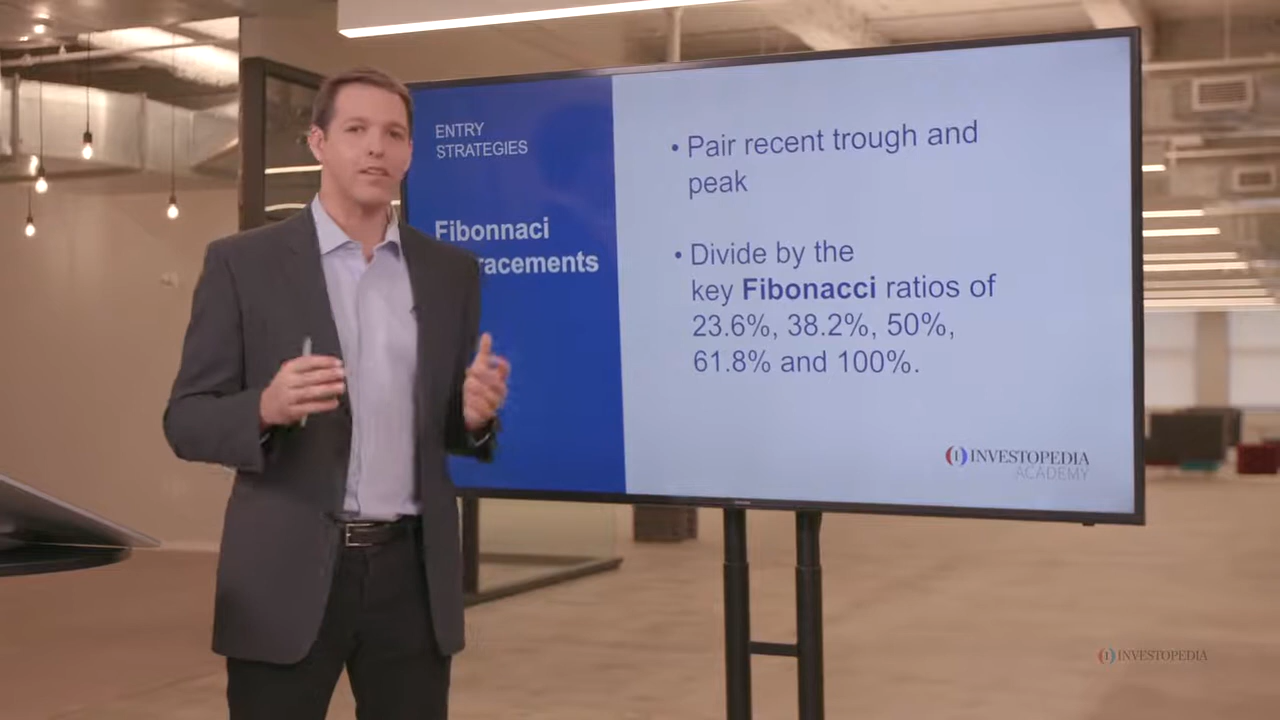 ENTRY
STRATEGIES
Fibonnaci
racements
• Pair recent trough and
peak
• Divide by the
key Fibonacci ratios of
23.6%, 38.2%, 50%,
61.8% and 100%.
(I) INVESTOPEDIA
ACADEMY
(I) INVESTOPEDIA